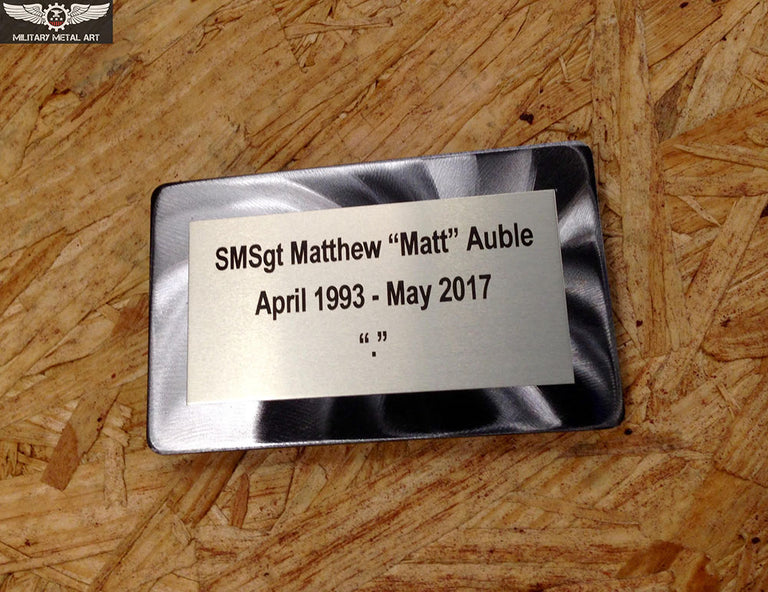 MILITARY METAL ART
SMSgt Matthew “Matt” Auble
April 1993 - May 2017
“.”